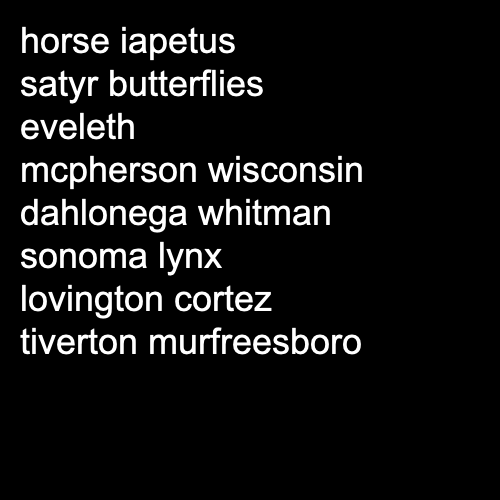 horse iapetus
satyr butterflies
eveleth
mcpherson wisconsin
dahlonega whitman
sonoma lynx
lovington cortez
tiverton murfreesboro